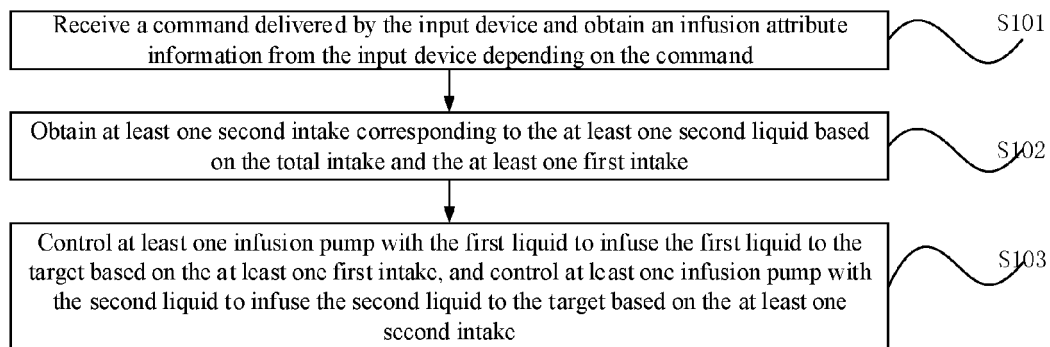 Receive a command delivered by the input device and obtain an infusion attribute
information from the input device depending on the command
S101
Obtain at least one second intake corresponding to the at least one second liquid based
on the total intake and the at least one first intake
S102
Control at least one infusion pump with the first liquid to infuse the first liquid to the
target based on the at least one first intake, and control at least one infusion pump with
the second liquid to infuse the second liquid to the target based on the at least one
second intake
S103